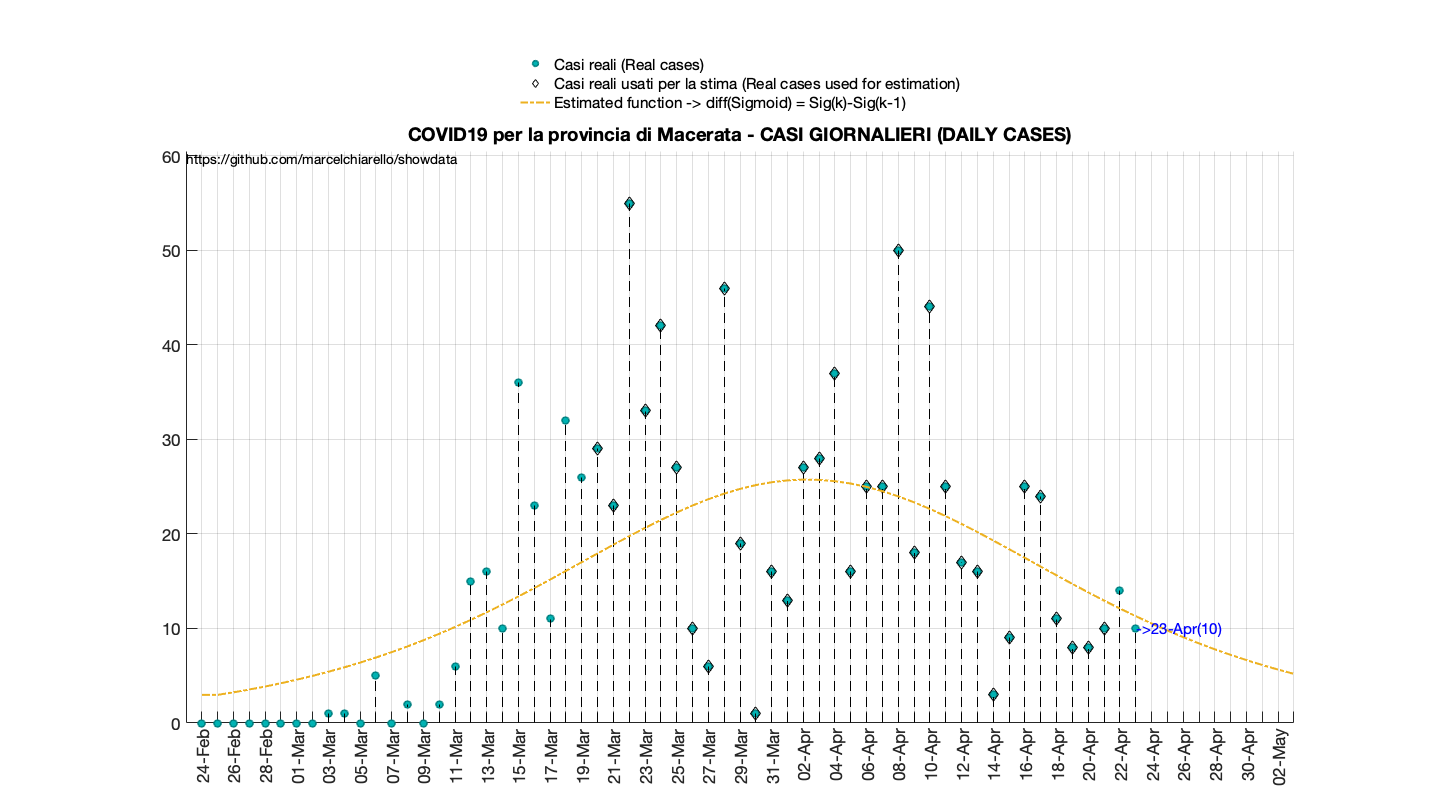 Casi reali (Real cases)
Casi reali usati per la stima (Real cases used for estimation)
Estimated function -> diff(Sigmoid) = Sig(k)-Sig(k-1)
COVID19 per la provincia di Macerata - CASI GIORNALIERI (DAILY CASES)
https://github.com/marcelchiarello/showdata
60
50
40
30
20
10
0
->23-Apr(10)
24-Feb
26-Feb
28-Feb
01-Mar
03-Mar
05-Mar
07-Mar
09-Mar
11-Mar
13-Mar
15-Mar
17-Mar
19-Mar
21-Mar
23-Mar
25-Mar
27-Mar
29-Mar
31-Mar
02-Apr
04-Apr
06-Apr
08-Apr
10-Apr
12-Apr
14-Apr
16-Apr
18-Apr
20-Apr
22-Apr
24-Apr
26-Apr
28-Apr
30-Apr
02-May